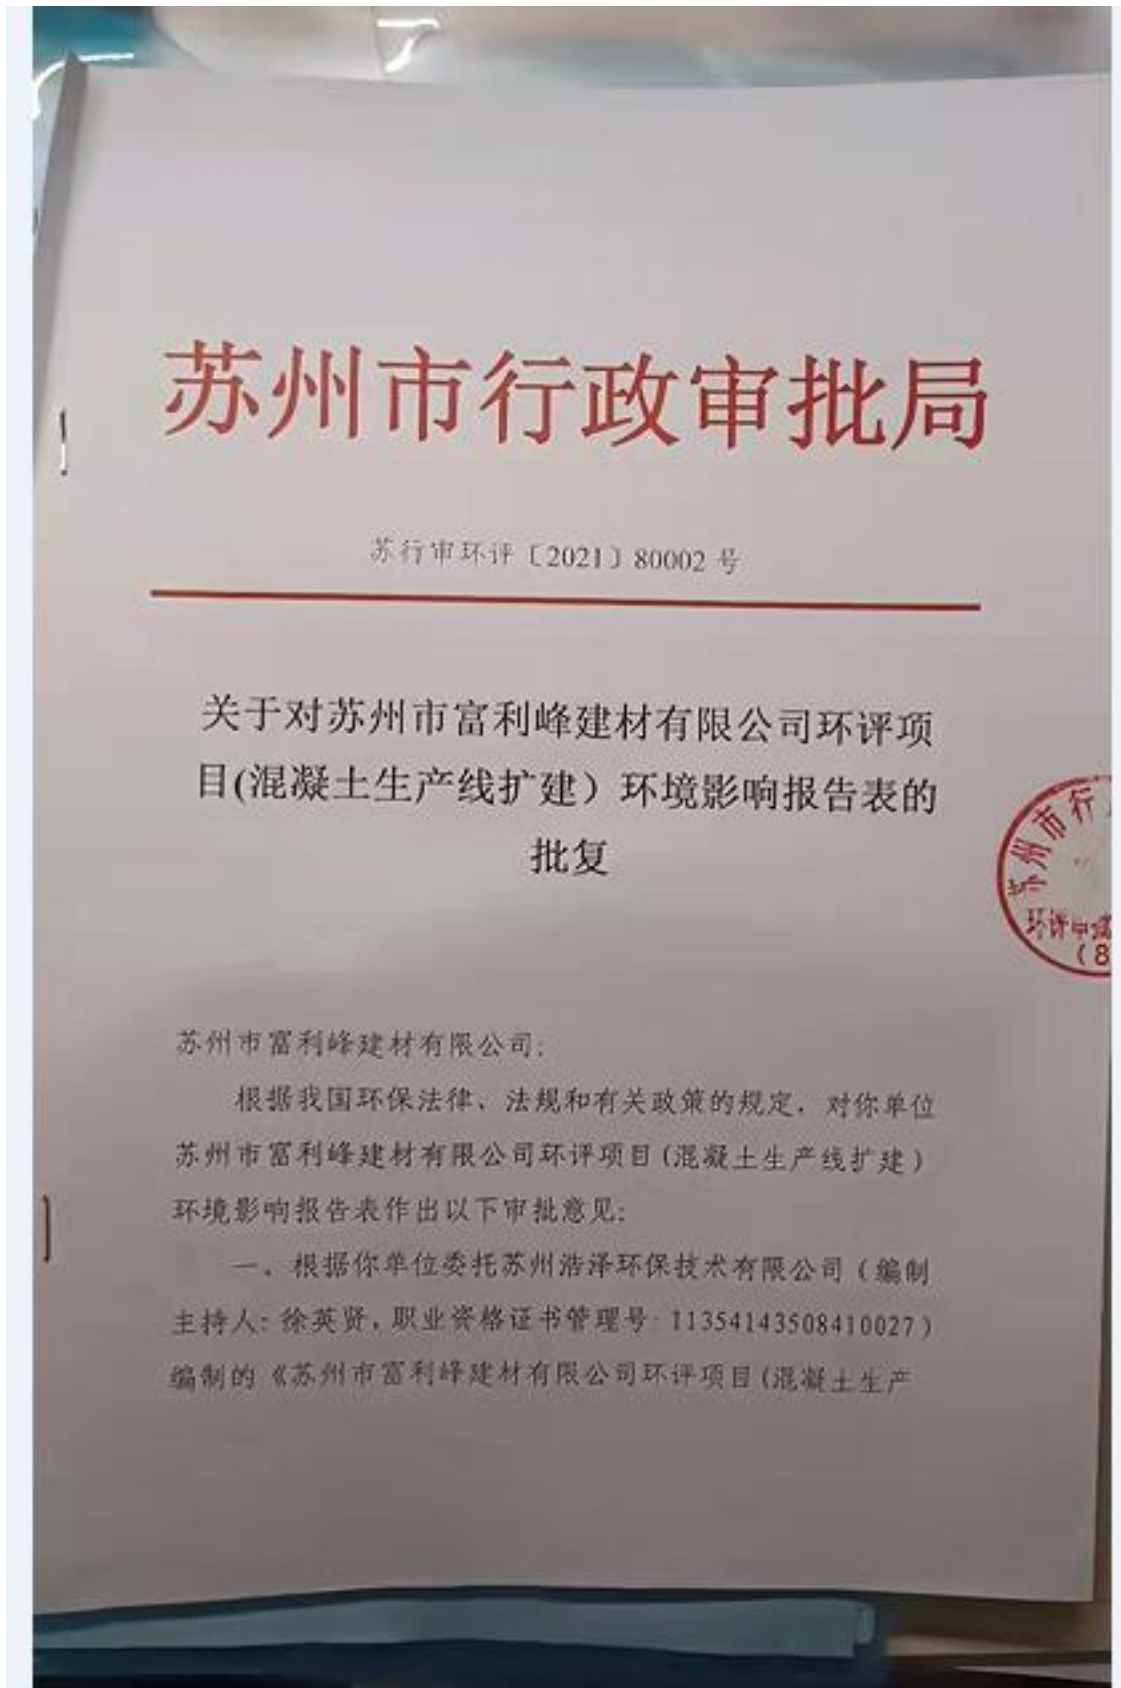 苏州市行政审批局
苏行审环评〔2021〕80002 号
关于对苏州市富利峰建材有限公司环评项
目(混凝土生产线扩建）环境影响报告表的
批复
苏州市行
环评
(8
苏州市富利峰建材有限公司:
根据我国环保法律、法规和有关政策的规定，对你单位
苏州市富利峰建材有限公司环评项目(混凝土生产线扩建）
环境影响报告表作出以下审批意见:
一、根据你单位委托苏州浩泽环保技术有限公司（编制
主持人: 徐英贤，职业资格证书管理号: 11354143508410027）
编制的《苏州市富利峰建材有限公司环评项目(混凝土生产